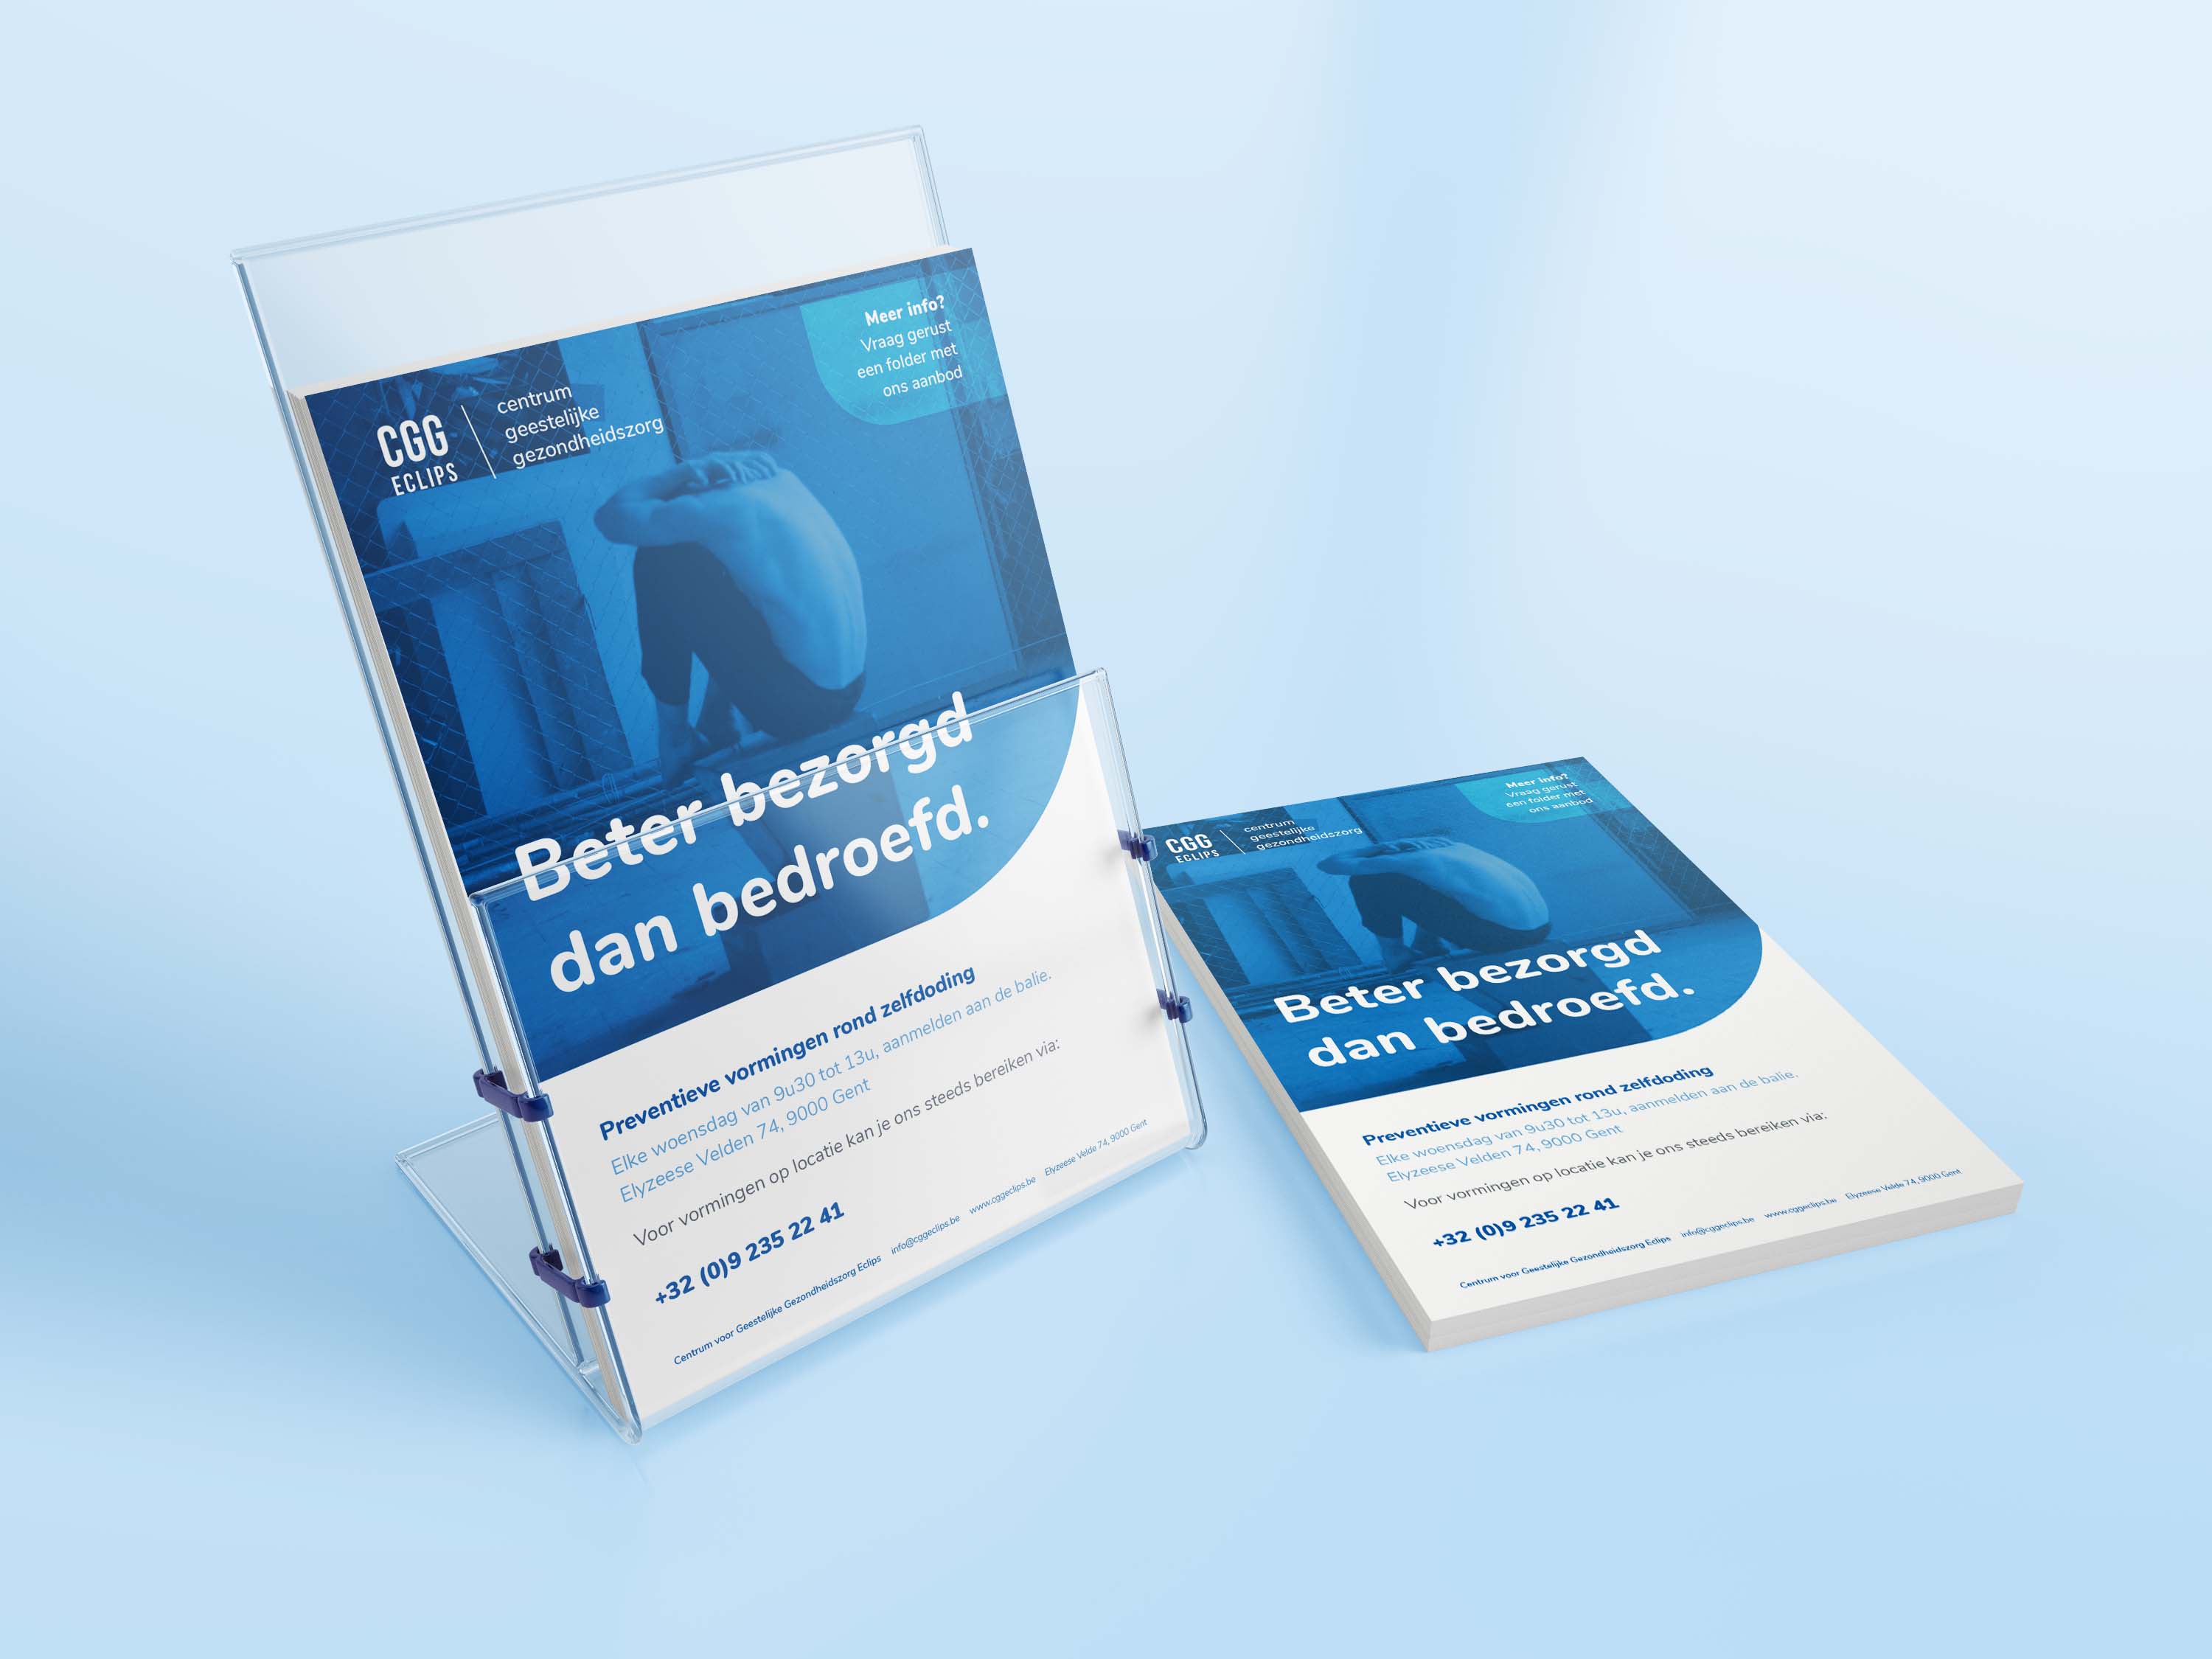 CGG
ECLIPS
centrum
geestelijke
gezondheidszorg
Meer info?
Vraag gerust
een folder met
ons aanbod
Beter bezorgd
dan bedroefd.
Preventieve vormingen rond zelfdoding
Elke woensdag van 9u30 tot 13u, aanmelden aan de balie.
Elyzeese Velden 74, 9000 Gent
Voor vormingen op locatie kan je ons steeds bereiken via:
+32 (0)9 235 22 41
Centrum voor Geestelijke Gezondheidszorg Eclips info@cggeclips.be www.cggeclips.be Elyzeese Velde 74, 9000 Gent
CGG
ECLIPS
centrum
geestelijke
gezondheidszorg
Meer info?
Vraag gerust
een folder met
ons aanbod
Beter bezorgd
dan bedroefd.
Preventieve vormingen rond zelfdoding
Elke woensdag van 9u30 tot 13u, aanmelden aan de balie.
Elyzeese Velden 74, 9000 Gent
Voor vormingen op locatie kan je ons steeds bereiken via:
+32 (0)9 235 22 41
Centrum voor Geestelijke Gezondheidszorg Eclips info@cggeclips.be www.cggeclips.be Elyzeese Velde 74, 9000 Gent